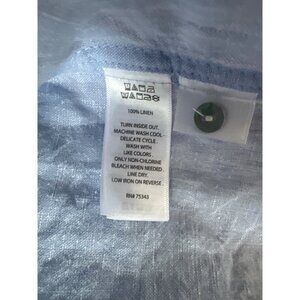 100% LINEN
TURN INSIDE OUT
MACHINE WASH COOL
DELICATE CYCLE
WASH WITH
LIKE COLORS
ONLY NON-CHLORINE
BLEACH WHEN NEEDED
LINE DRY
LOW IRON ON REVERSE
RN# 75343